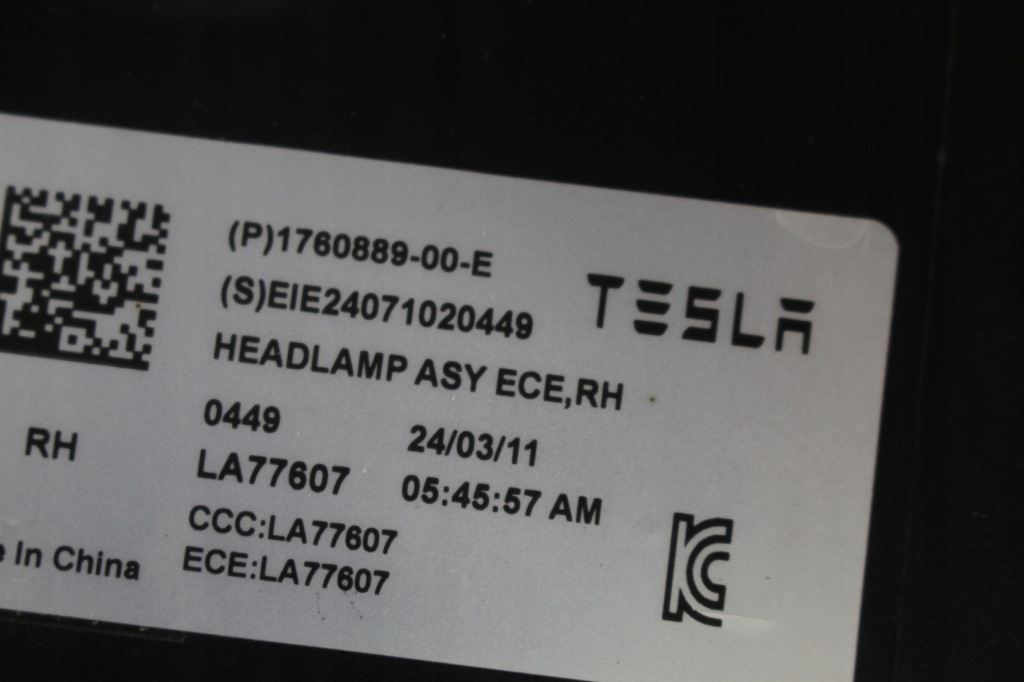 (P)1760889-00-E
(S)EIE24071020449
TESLA
HEADLAMP ASY ECE,RH
0449 24/03/11
RH
LA77607 05:45:57 AM
CCC:LA77607
In China
ECE:LA77607
KC